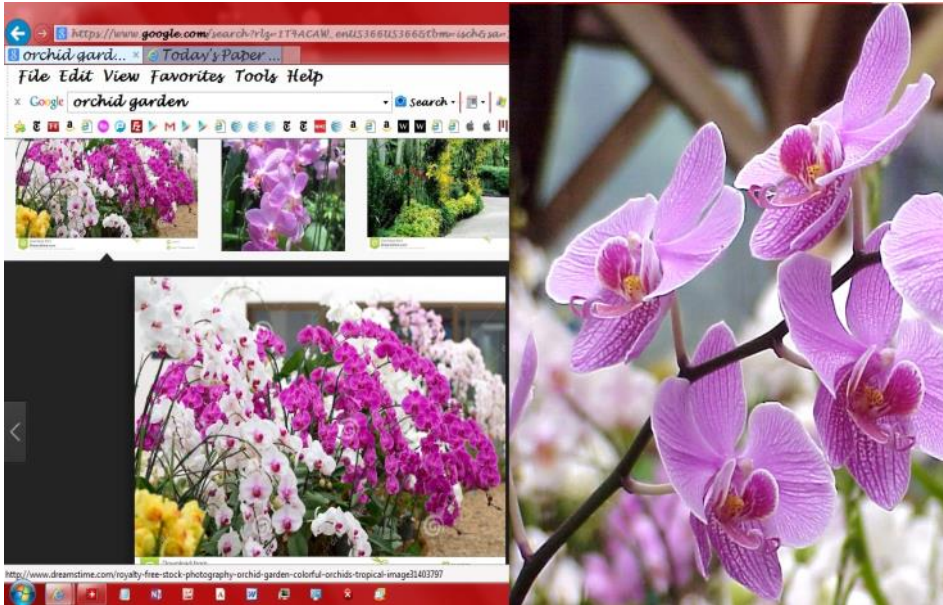 https://www.google.com/search?rlz=1T4ACAW_enUS366US366&tbm=isch&sa=
orchid gard... × Today's Paper ...
File Edit View Favorites Tools Help
x Google orchid garden Search
http://www.dreamstime.com/royalty-free-stock-photography-orchid-garden-colorful-orchids-tropical-image31403797